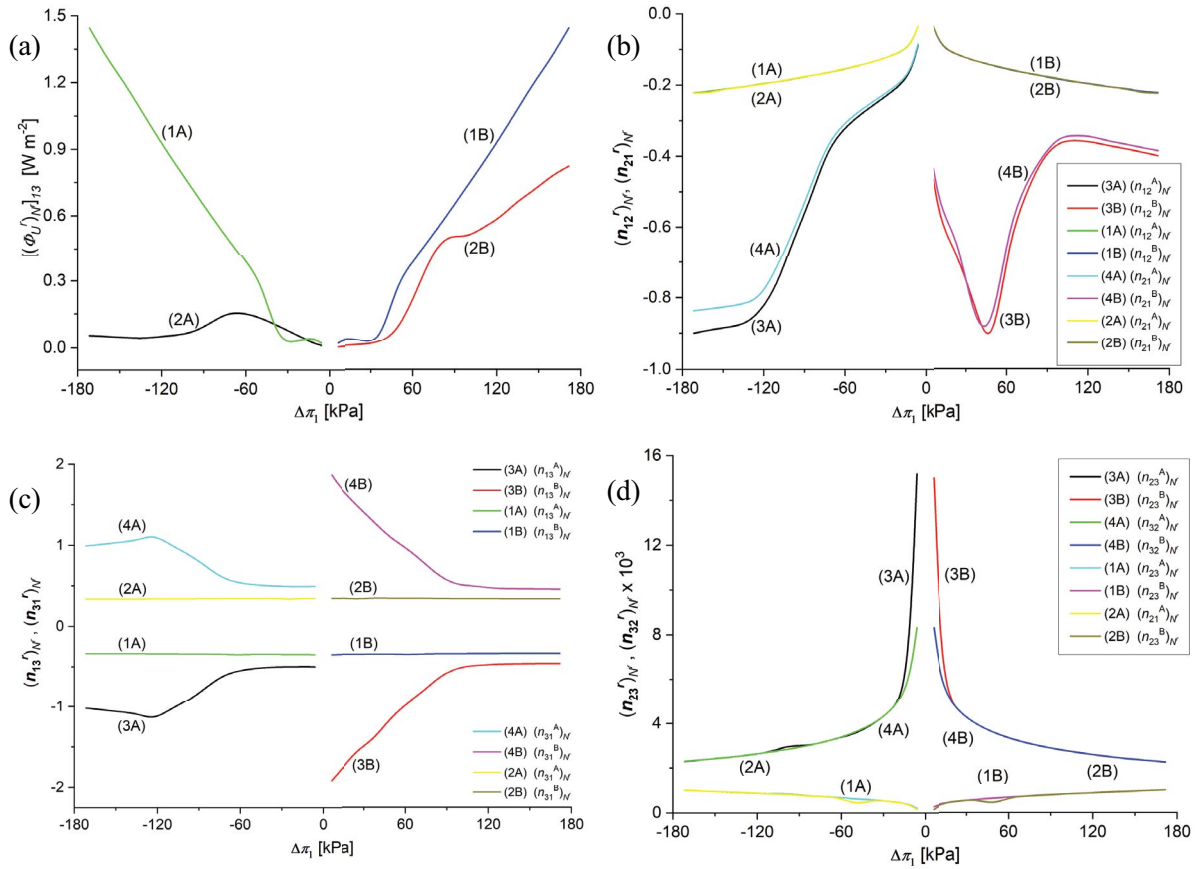 (a)
1.5
1.2
0.9
0.6
0.3
0.0
[(Φ_U^r)_N^r]_13 [W m^-2]
(1A)
(2A)
(1B)
(2B)
-180 -120 -60 0 60 120 180
Δπ_1 [kPa]
(b)
0.0
-0.2
-0.4
-0.6
-0.8
-1.0
(n_12^r)_N^r, (n_21^r)_N^r
(1A)
(2A)
(1B)
(2B)
(4A)
(3A)
(4B)
(3B)
(3A) (n_12^A)_N^r
(3B) (n_12^B)_N^r
(1A) (n_12^A)_N^r
(1B) (n_12^B)_N^r
(4A) (n_21^A)_N^r
(4B) (n_21^B)_N^r
(2A) (n_21^A)_N^r
(2B) (n_21^B)_N^r
-180 -120 -60 0 60 120 180
Δπ_1 [kPa]
(c)
2
1
0
-1
-2
(n_13^r)_N^r, (n_31^r)_N^r
(4A)
(2A)
(1A)
(3A)
(4B)
(2B)
(1B)
(3B)
(3A) (n_13^A)_N^r
(3B) (n_13^B)_N^r
(1A) (n_13^A)_N^r
(1B) (n_13^B)_N^r
(4A) (n_31^A)_N^r
(4B) (n_31^B)_N^r
(2A) (n_31^A)_N^r
(2B) (n_31^B)_N^r
-180 -120 -60 0 60 120 180
Δπ_1 [kPa]
(d)
16
12
8
4
0
(n_23^r)_N^r, (n_32^r)_N^r x 10^3
(3A)
(3B)
(4A)
(4B)
(2A)
(2B)
(1A)
(1B)
(3A) (n_23^A)_N^r
(3B) (n_23^B)_N^r
(4A) (n_32^A)_N^r
(4B) (n_32^B)_N^r
(1A) (n_23^A)_N^r
(1B) (n_23^B)_N^r
(2A) (n_21^A)_N^r
(2B) (n_23^B)_N^r
-180 -120 -60 0 60 120 180
Δπ_1 [kPa]